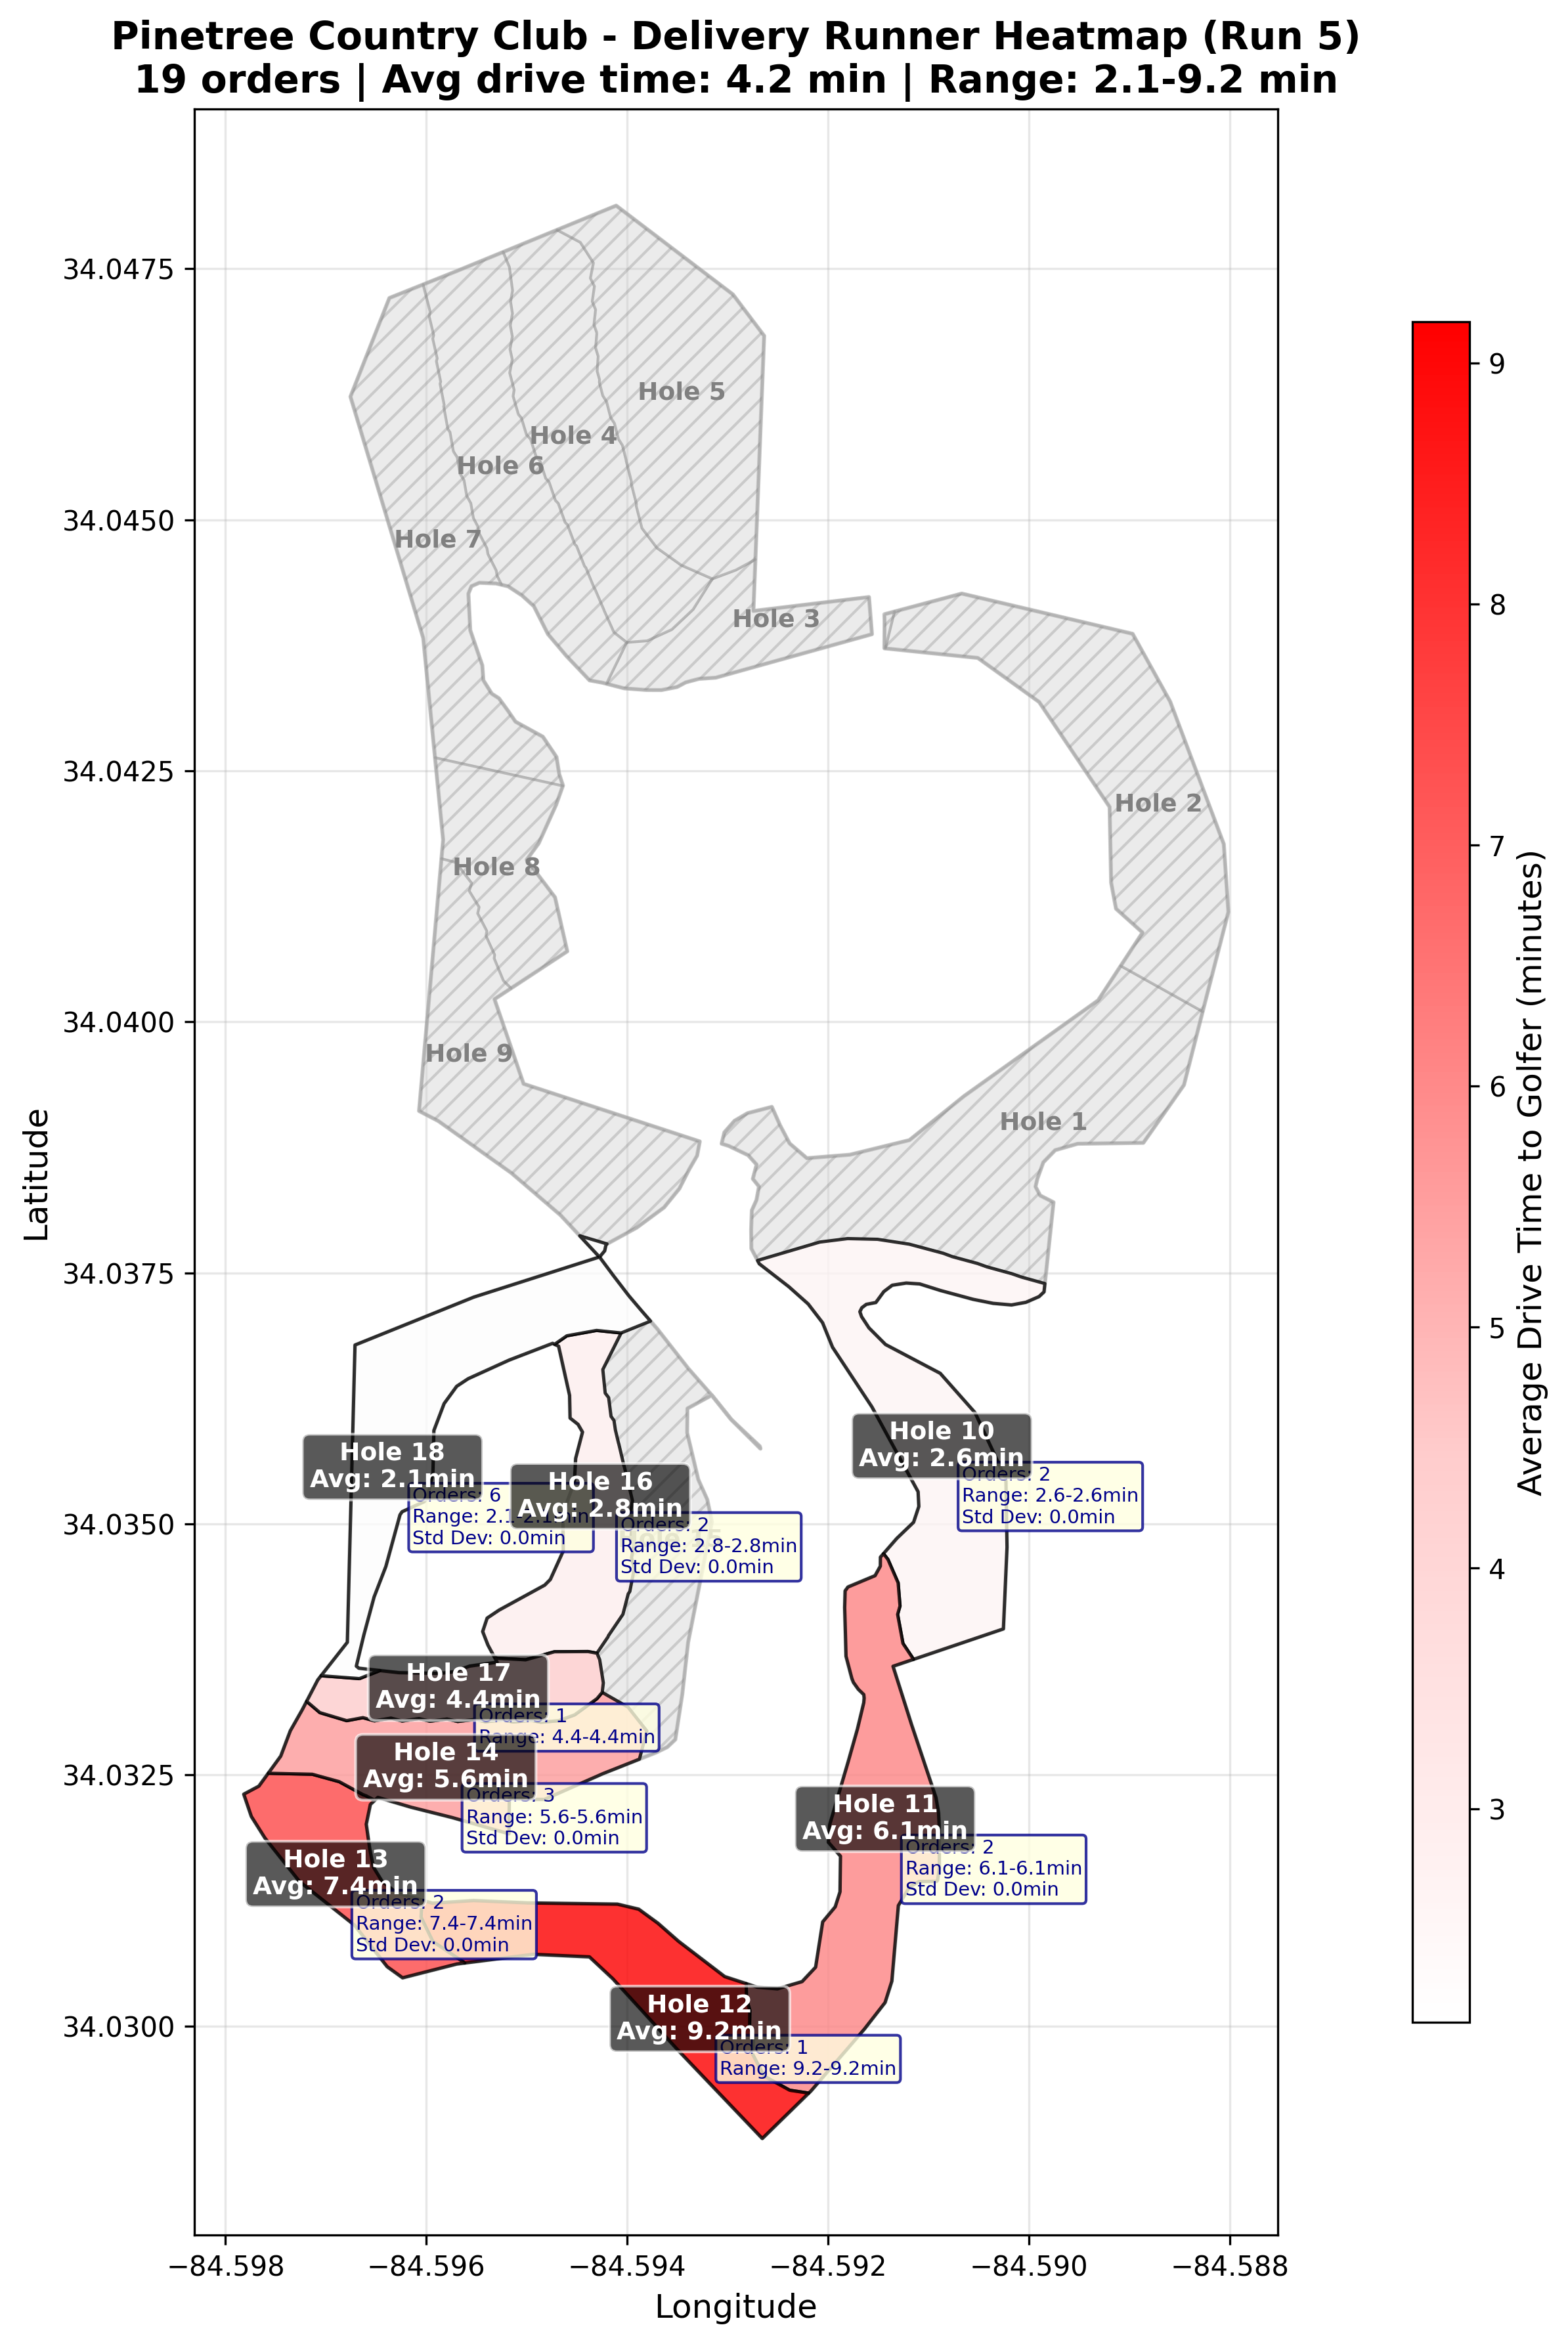 Pinetree Country Club - Delivery Runner Heatmap (Run 5)
19 orders | Avg drive time: 4.2 min | Range: 2.1-9.2 min
34.0475
34.0450
34.0425
34.0400
34.0375
34.0350
34.0325
34.0300
Latitude
−84.598
−84.596
−84.594
−84.592
−84.590
−84.588
Longitude
Hole 5
Hole 4
Hole 6
Hole 7
Hole 3
Hole 2
Hole 8
Hole 9
Hole 1
Hole 10
Avg: 2.6min
Orders: 2
Range: 2.6-2.6min
Std Dev: 0.0min
Hole 18
Avg: 2.1min
Orders: 6
Range: 2.1-2.1min
Std Dev: 0.0min
Hole 16
Avg: 2.8min
Orders: 2
Range: 2.8-2.8min
Std Dev: 0.0min
Hole 17
Avg: 4.4min
Orders: 1
Range: 4.4-4.4min
Hole 14
Avg: 5.6min
Orders: 3
Range: 5.6-5.6min
Std Dev: 0.0min
Hole 11
Avg: 6.1min
Orders: 2
Range: 6.1-6.1min
Std Dev: 0.0min
Hole 13
Avg: 7.4min
Orders: 2
Range: 7.4-7.4min
Std Dev: 0.0min
Hole 12
Avg: 9.2min
Orders: 1
Range: 9.2-9.2min
9
8
7
6
5
4
3
Average Drive Time to Golfer (minutes)